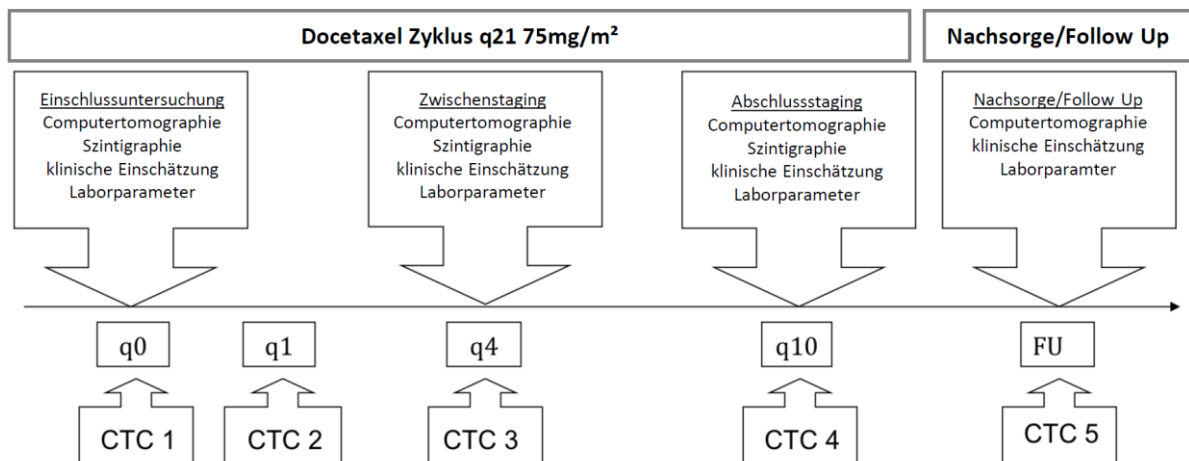 Docetaxel Zyklus q21 75mg/m²
Nachsorge/Follow Up
Einschlussuntersuchung
Computertomographie
Szintigraphie
klinische Einschätzung
Laborparameter
Zwischenstaging
Computertomographie
Szintigraphie
klinische Einschätzung
Laborparameter
Abschlussstaging
Computertomographie
Szintigraphie
klinische Einschätzung
Laborparameter
Nachsorge/Follow Up
Computertomographie
klinische Einschätzung
Laborparamter
q0
q1
q4
q10
FU
CTC 1
CTC 2
CTC 3
CTC 4
CTC 5